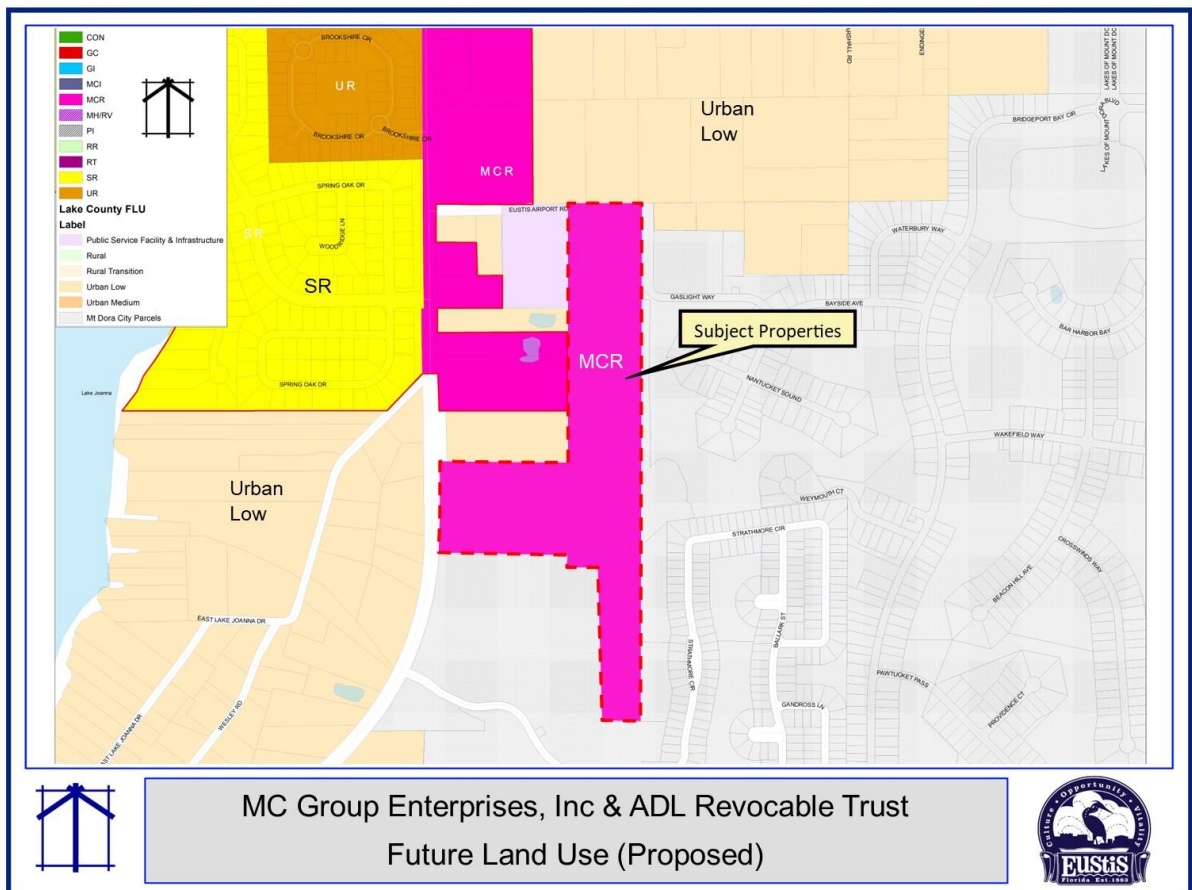 CON
GC
GI
MCI
MCR
MH/RV
PI
RR
RT
SR
UR
Lake County FLU
Label
Public Service Facility & Infrastructure
Rural
Rural Transition
Urban Low
Urban Medium
Mt Dora City Parcels
BROOKSHIRE CIR
UR
BROOKSHIRE CIR
BROOKSHIRE CIR
MCR
Urban
Low
LAKES OF MOUNT DORA BLVD
BRIDGEPORT BAY CIR
SPRING OAK DR
SR
WOODRIDGE LN
SR
EUSTIS AIRPORT RD
WATERBURY WAY
GASLIGHT WAY
BAYSIDE AVE
BAR HARBOR BAY
Subject Properties
MCR
SPRING OAK DR
Lake Joanna
NANTUCKET SOUND
WAKEFIELD WAY
Urban
Low
WEYMOUTH CT
STRATHMORE CIR
CROSSWINDS WAY
BEACON HILL AVE
BALLARK ST
EAST LAKE JOANNA DR
STRATHMORE CIR
PAWTUCKET PASS
WESLEY RD
GANDROSS LN
PROVIDENCE CT
EAST LAKE JOANNA DR
MC Group Enterprises, Inc & ADL Revocable Trust
Future Land Use (Proposed)
Culture • Opportunity • Vitality
EUSTIS
Florida Est. 1883